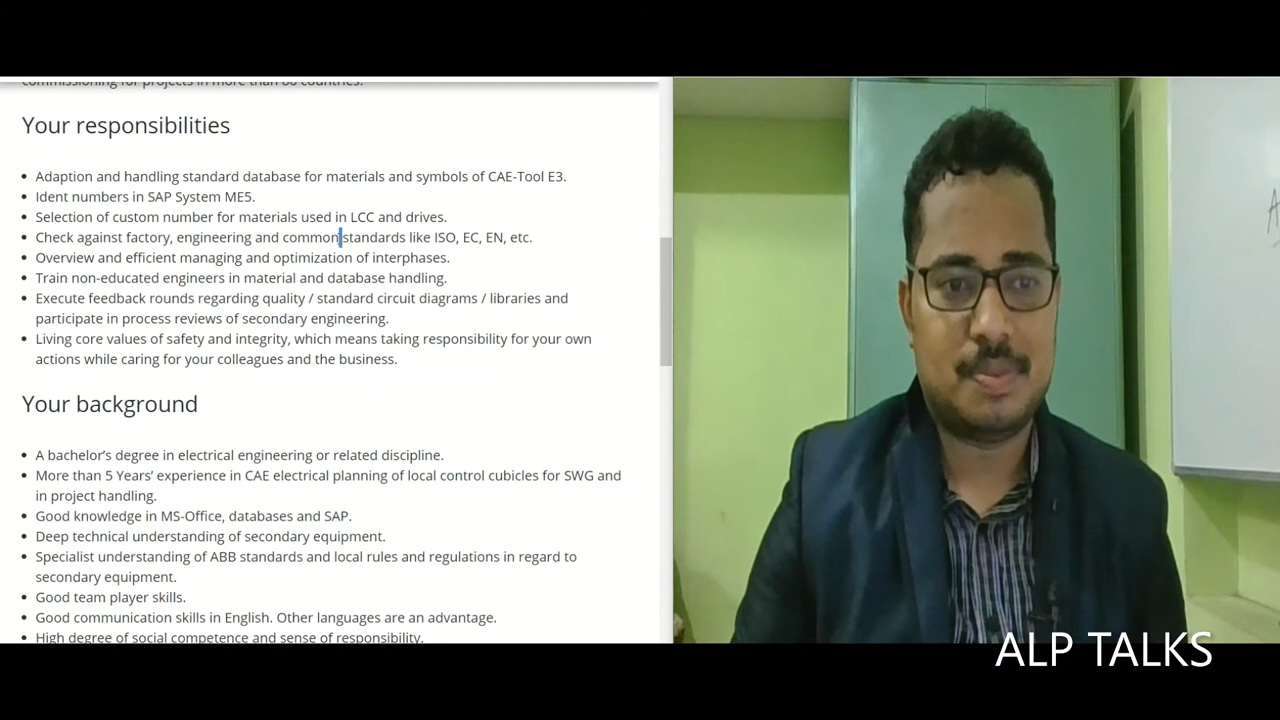 commissioning for projects in more than 80 countries.
Your responsibilities
Adaption and handling standard database for materials and symbols of CAE-Tool E3.
Ident numbers in SAP System ME5.
Selection of custom number for materials used in LCC and drives.
Check against factory, engineering and common standards like ISO, EC, EN, etc.
Overview and efficient managing and optimization of interphases.
Train non-educated engineers in material and database handling.
Execute feedback rounds regarding quality / standard circuit diagrams / libraries and
participate in process reviews of secondary engineering.
Living core values of safety and integrity, which means taking responsibility for your own
actions while caring for your colleagues and the business.
Your background
A bachelor’s degree in electrical engineering or related discipline.
More than 5 Years’ experience in CAE electrical planning of local control cubicles for SWG and
in project handling.
Good knowledge in MS-Office, databases and SAP.
Deep technical understanding of secondary equipment.
Specialist understanding of ABB standards and local rules and regulations in regard to
secondary equipment.
Good team player skills.
Good communication skills in English. Other languages are an advantage.
High degree of social competence and sense of responsibility.
ALP TALKS